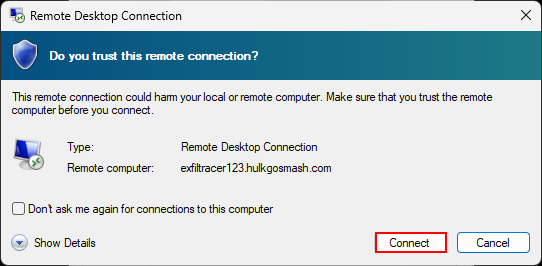 Remote Desktop Connection
Do you trust this remote connection?
This remote connection could harm your local or remote computer. Make sure that you trust the remote
computer before you connect.
Type: Remote Desktop Connection
Remote computer: exfiltracer123.hulkgosmash.com
Don't ask me again for connections to this computer
Show Details Connect Cancel